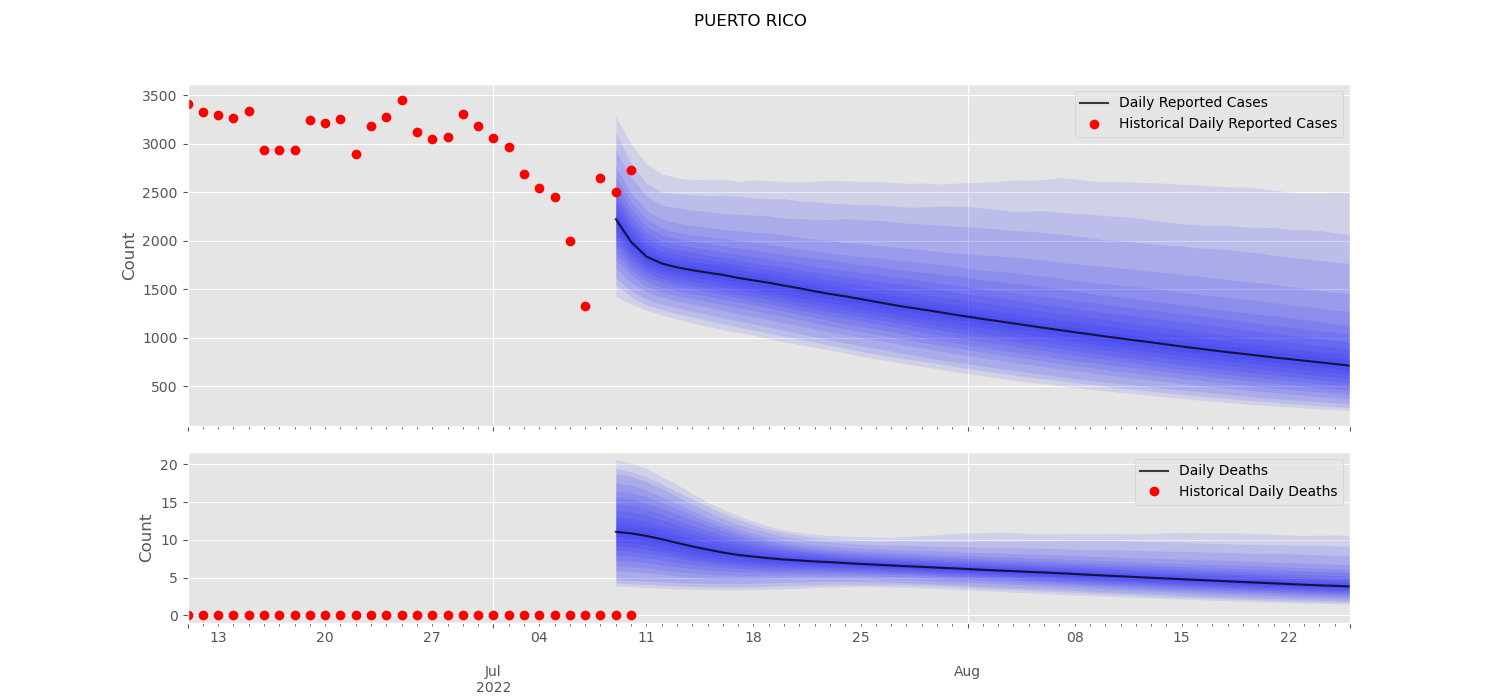 PUERTO RICO
3500
3000
2500
2000
1500
1000
500
Count
Daily Reported Cases
Historical Daily Reported Cases
20
15
10
5
0
Count
Daily Deaths
Historical Daily Deaths
13 20 27 04 11 18 25 08 15 22
Jul Aug
2022